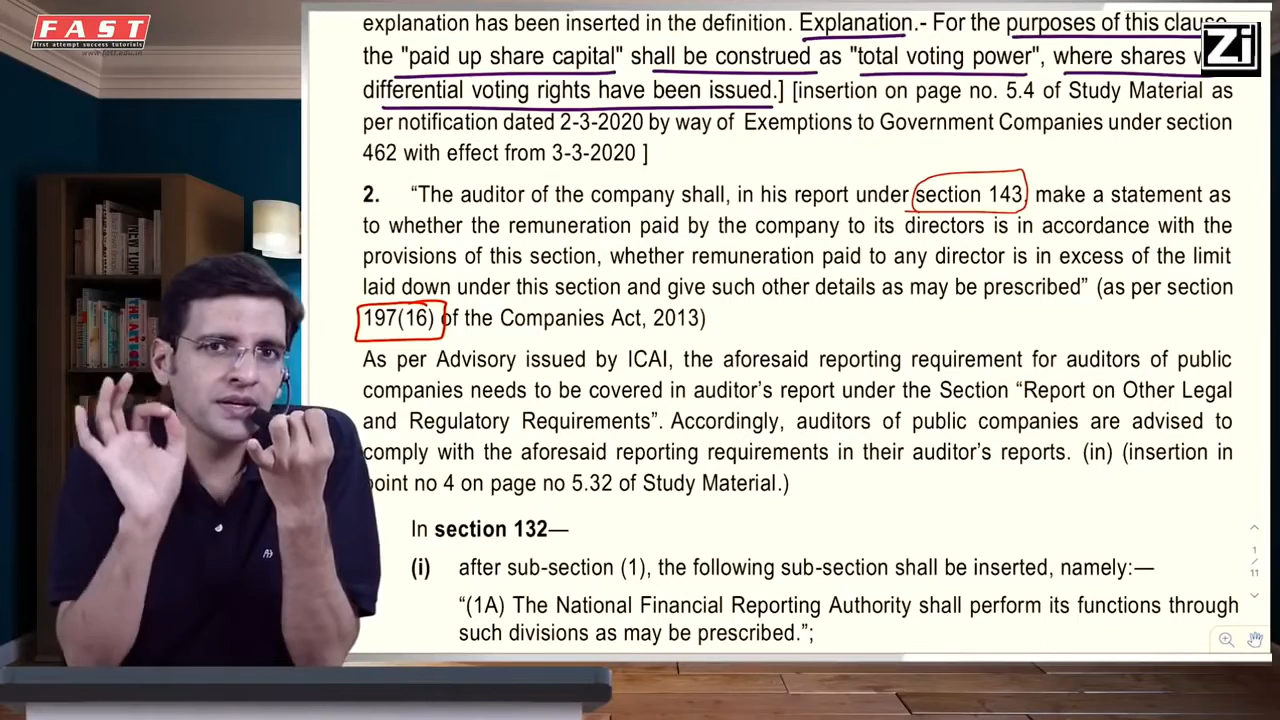 FAST
first attempt success tutorials
www.fast.edu.in
Zi
explanation has been inserted in the definition. Explanation.- For the purposes of this clause,
the "paid up share capital" shall be construed as "total voting power", where shares
differential voting rights have been issued.] [insertion on page no. 5.4 of Study Material as
per notification dated 2-3-2020 by way of Exemptions to Government Companies under section
462 with effect from 3-3-2020 ]
2. “The auditor of the company shall, in his report under section 143 make a statement as
to whether the remuneration paid by the company to its directors is in accordance with the
provisions of this section, whether remuneration paid to any director is in excess of the limit
laid down under this section and give such other details as may be prescribed” (as per section
197(16) of the Companies Act, 2013)
As per Advisory issued by ICAI, the aforesaid reporting requirement for auditors of public
companies needs to be covered in auditor’s report under the Section “Report on Other Legal
and Regulatory Requirements”. Accordingly, auditors of public companies are advised to
comply with the aforesaid reporting requirements in their auditor’s reports. (in) (insertion in
point no 4 on page no 5.32 of Study Material.)
In section 132—
(i) after sub-section (1), the following sub-section shall be inserted, namely:—
“(1A) The National Financial Reporting Authority shall perform its functions through
such divisions as may be prescribed.”;
1
/
11